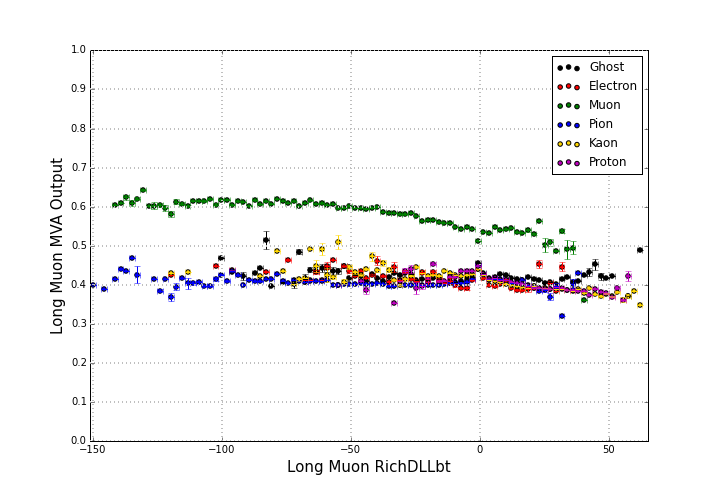 1.0
0.9
0.8
0.7
0.6
0.5
0.4
0.3
0.2
0.1
0.0
−150
−100
−50
0
50
Long Muon MVA Output
Long Muon RichDLLbt
Ghost
Electron
Muon
Pion
Kaon
Proton